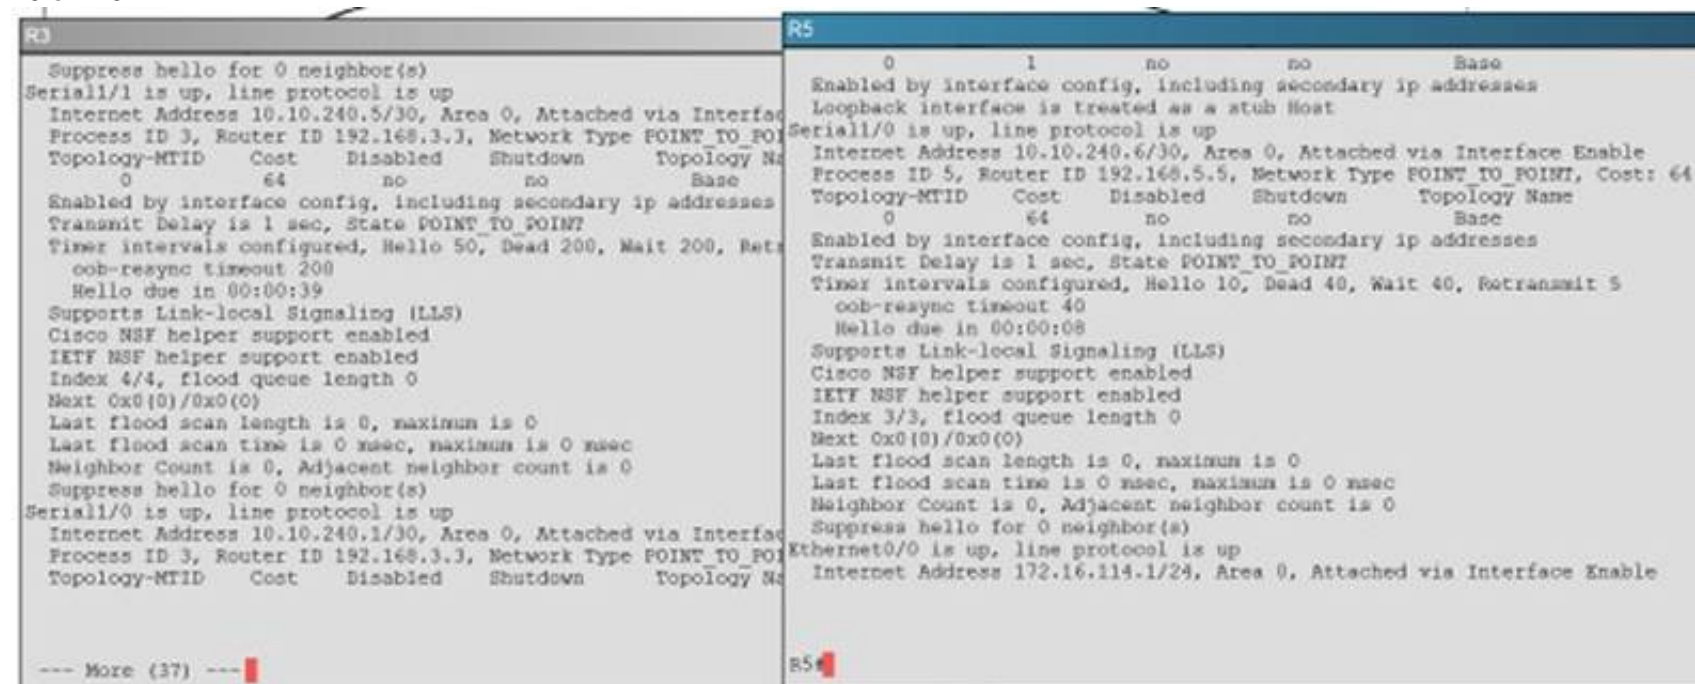 R3
Suppress hello for 0 neighbor(s)
Serial1/1 is up, line protocol is up
Internet Address 10.10.240.5/30, Area 0, Attached via Interfac
Process ID 3, Router ID 192.168.3.3, Network Type POINT_TO_POI
Topology-MTID Cost Disabled Shutdown Topology Na
0 64 no no Base
Enabled by interface config, including secondary ip addresses
Transmit Delay is 1 sec, State POINT_TO_POINT
Timer intervals configured, Hello 50, Dead 200, Wait 200, Retr
oob-resync timeout 200
Hello due in 00:00:39
Supports Link-local Signaling (LLS)
Cisco NSF helper support enabled
IETF NSF helper support enabled
Index 4/4, flood queue length 0
Next 0x0(0)/0x0(0)
Last flood scan length is 0, maximum is 0
Last flood scan time is 0 msec, maximum is 0 msec
Neighbor Count is 0, Adjacent neighbor count is 0
Suppress hello for 0 neighbor(s)
Serial1/0 is up, line protocol is up
Internet Address 10.10.240.1/30, Area 0, Attached via Interfac
Process ID 3, Router ID 192.168.3.3, Network Type POINT_TO_POI
Topology-MTID Cost Disabled Shutdown Topology Na
--- More (37) ---
R5
0 1 no no Base
Enabled by interface config, including secondary ip addresses
Loopback interface is treated as a stub Host
Serial1/0 is up, line protocol is up
Internet Address 10.10.240.6/30, Area 0, Attached via Interface Enable
Process ID 5, Router ID 192.168.5.5, Network Type POINT_TO_POINT, Cost: 64
Topology-MTID Cost Disabled Shutdown Topology Name
0 64 no no Base
Enabled by interface config, including secondary ip addresses
Transmit Delay is 1 sec, State POINT_TO_POINT
Timer intervals configured, Hello 10, Dead 40, Wait 40, Retransmit 5
oob-resync timeout 40
Hello due in 00:00:08
Supports Link-local Signaling (LLS)
Cisco NSF helper support enabled
IETF NSF helper support enabled
Index 3/3, flood queue length 0
Next 0x0(0)/0x0(0)
Last flood scan length is 0, maximum is 0
Last flood scan time is 0 msec, maximum is 0 msec
Neighbor Count is 0, Adjacent neighbor count is 0
Suppress hello for 0 neighbor(s)
Ethernet0/0 is up, line protocol is up
Internet Address 172.16.114.1/24, Area 0, Attached via Interface Enable
R5#